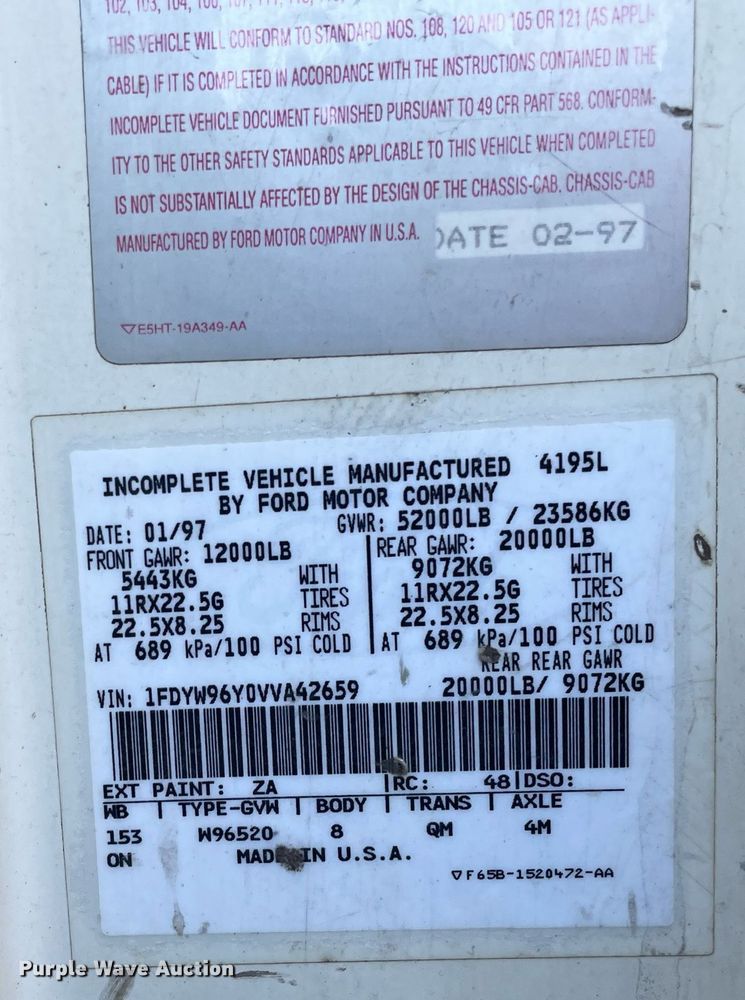 102, 103, 104,
THIS VEHICLE WILL CONFORM TO STANDARD NOS. 108, 120 AND 105 OR 121 (AS APPLI-
CABLE) IF IT IS COMPLETED IN ACCORDANCE WITH THE INSTRUCTIONS CONTAINED IN THE
INCOMPLETE VEHICLE DOCUMENT FURNISHED PURSUANT TO 49 CFR PART 568. CONFORM-
ITY TO THE OTHER SAFETY STANDARDS APPLICABLE TO THIS VEHICLE WHEN COMPLETED
IS NOT SUBSTANTIALLY AFFECTED BY THE DESIGN OF THE CHASSIS-CAB. CHASSIS-CAB
MANUFACTURED BY FORD MOTOR COMPANY IN U.S.A. DATE 02-97
E5HT-19A349-AA
INCOMPLETE VEHICLE MANUFACTURED 4195L
BY FORD MOTOR COMPANY
DATE: 01/97 GVWR: 52000LB / 23586KG
FRONT GAWR: 12000LB REAR GAWR: 20000LB
5443KG WITH 9072KG WITH
11RX22.5G TIRES 11RX22.5G TIRES
22.5X8.25 RIMS 22.5X8.25 RIMS
AT 689 kPa/100 PSI COLD AT 689 kPa/100 PSI COLD
REAR REAR GAWR
VIN: 1FDYW96Y0VVA42659 20000LB/ 9072KG
EXT PAINT: ZA RC: 48 DSO:
WB TYPE-GVW BODY TRANS AXLE
153 W96520 8 QM 4M
ON MADE IN U.S.A.
F65B-1520472-AA
Purple Wave Auction